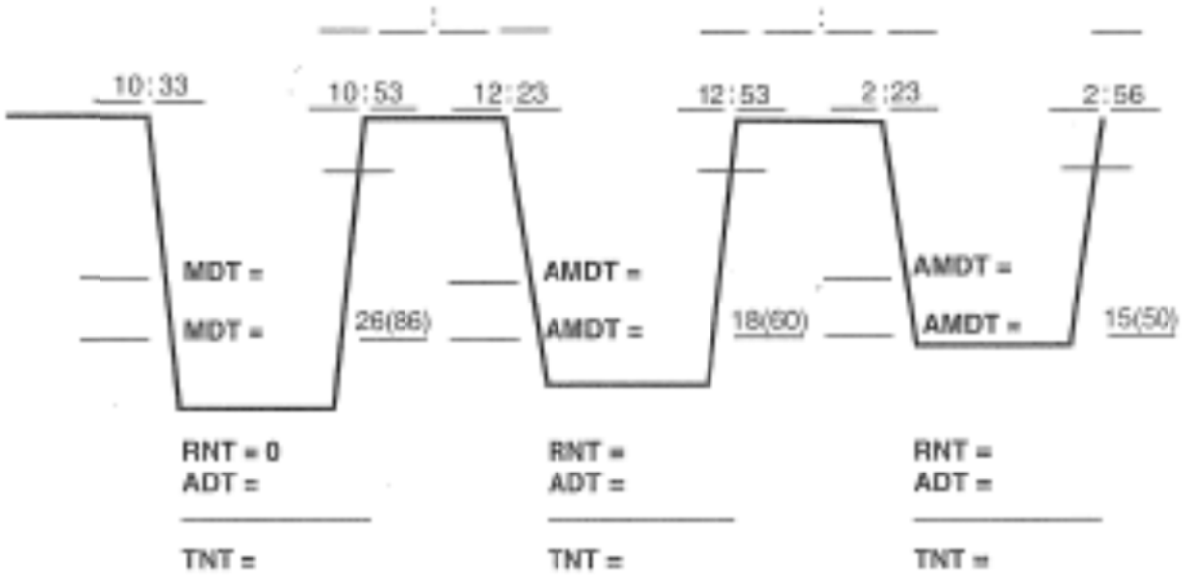 10:33 10:53 12:23 12:53 2:23 2:56
MDT = AMDT = AMDT =
MDT = 26(86) AMDT = 18(60) AMDT = 15(50)
RNT = 0 RNT = RNT =
ADT = ADT = ADT =
TNT = TNT = TNT =